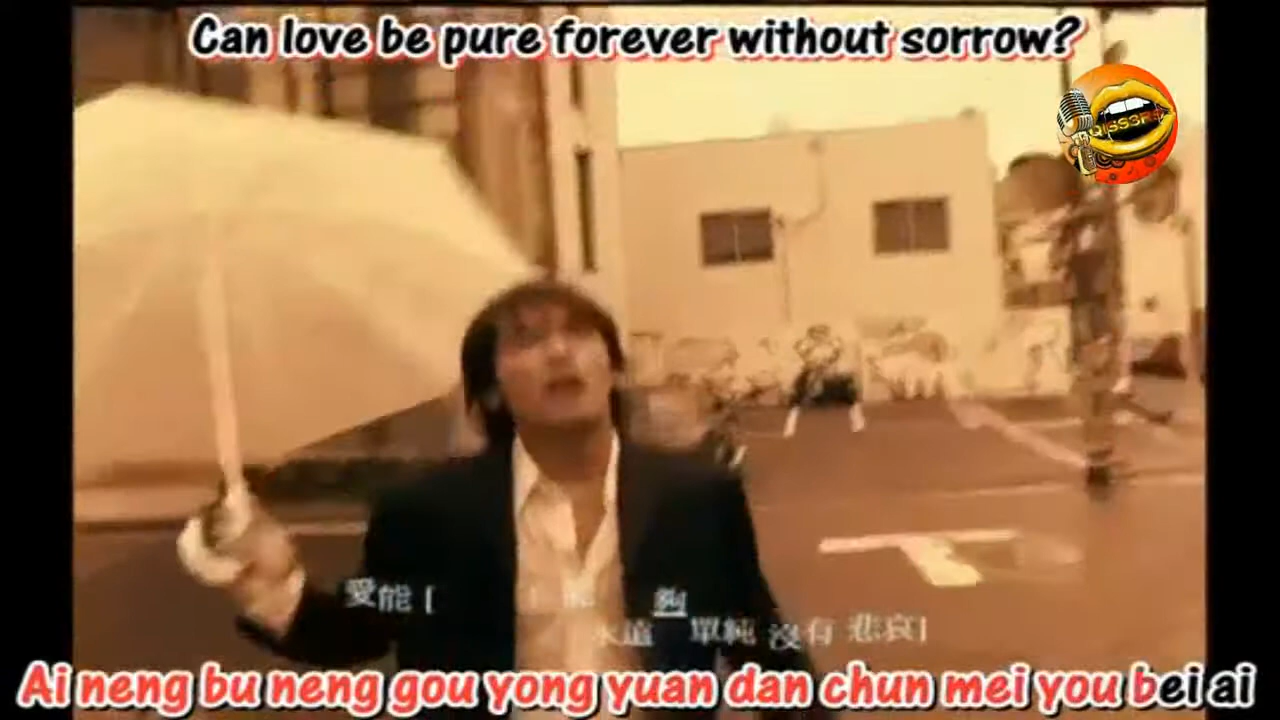 Can love be pure forever without sorrow?
QISS3RS
愛能 [ 夠
永遠 單純 沒有 悲哀]
Ai neng bu neng gou yong yuan dan chun mei you bei ai